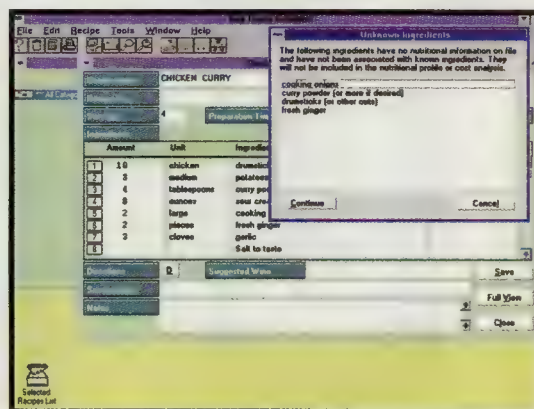 File Edit Recipe Tools Window Help
CHICKEN CURRY
4
Preparation Time
Amount Unit Ingredien
1 10 chicken drumstick
2 3 medium potatoes
3 4 tablespoons curry po
4 8 ounces sour cre
5 2 large cooking
6 2 pieces fresh ginger
7 3 cloves garlic
8 Salt to taste
Directions D Suggested Wine
Notes
Save
Full View
Close
Selected
Recipes List
Unknown Ingredients
The following ingredients have no nutritional information on file
and have not been associated with known ingredients. They
will not be included in the nutritional profile or cost analysis.
cooking onions
curry powder (or more if desired)
drumsticks (or other cuts)
fresh ginger
Continue Cancel